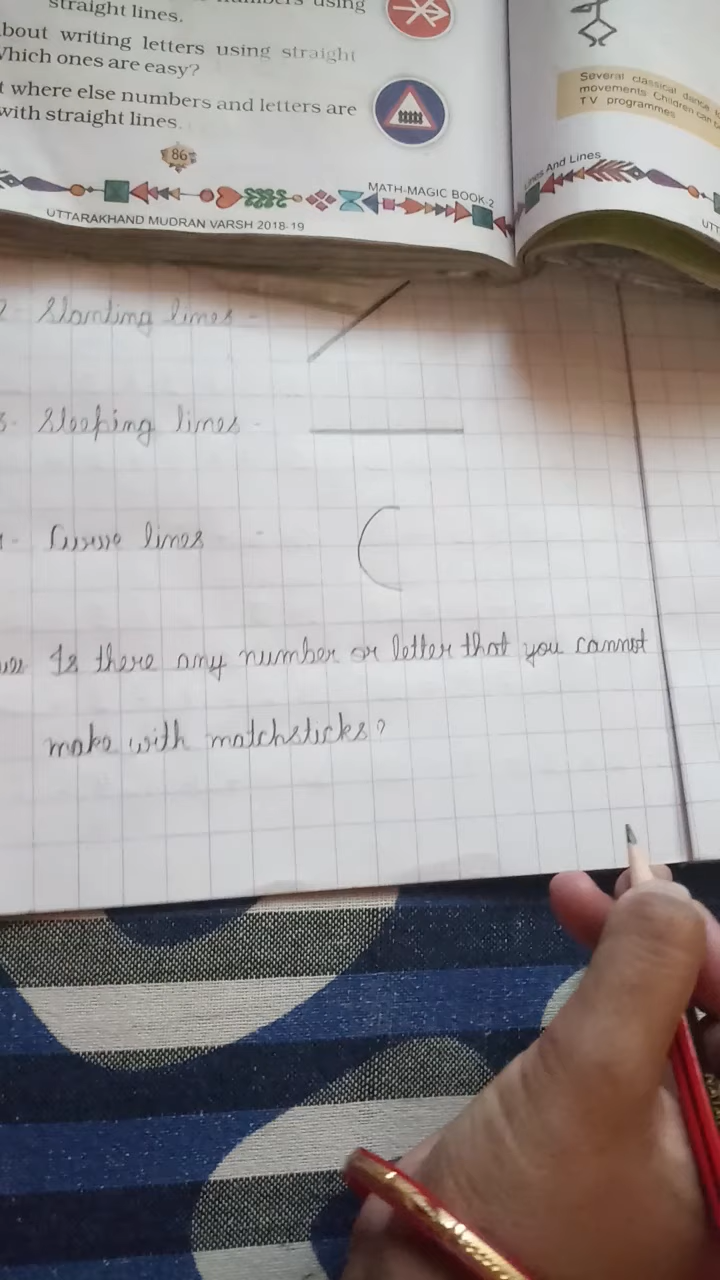 straight lines.
bout writing letters using straight
Which ones are easy?
t where else numbers and letters are
with straight lines.
86
MATH-MAGIC BOOK-2
UTTARAKHAND MUDRAN VARSH 2018-19
Several classical dance
movements. Children can
TV programmes
And Lines
UTT
Slanting lines -
Sleeping lines -
Curve lines -
Is there any number or letter that you cannot
make with matchsticks?